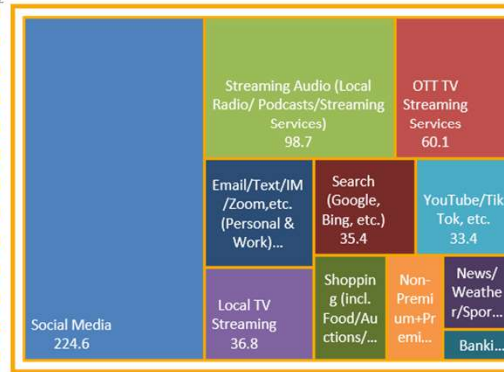 Social Media
224.6
Streaming Audio (Local
Radio/ Podcasts/Streaming
Services)
98.7
OTT TV
Streaming
Services
60.1
Email/Text/IM
/Zoom,etc.
(Personal &
Work)...
Search
(Google,
Bing, etc.)
35.4
YouTube/Tik
Tok, etc.
33.4
Local TV
Streaming
36.8
Shoppin
g (incl.
Food/Au
ctions/...
Non-
Premi
um+Pr
emi...
News/
Weathe
r/Spor...
Banki...